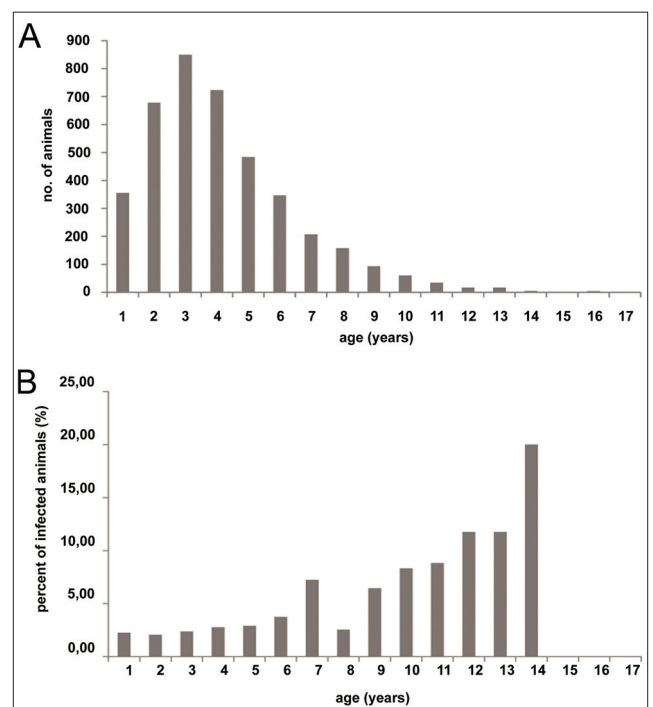 A
900
800
700
600
500
400
300
200
100
0
no. of animals
1 2 3 4 5 6 7 8 9 10 11 12 13 14 15 16 17
age (years)
B
25,00
20,00
15,00
10,00
5,00
0,00
percent of infected animals (%)
1 2 3 4 5 6 7 8 9 10 11 12 13 14 15 16 17
age (years)